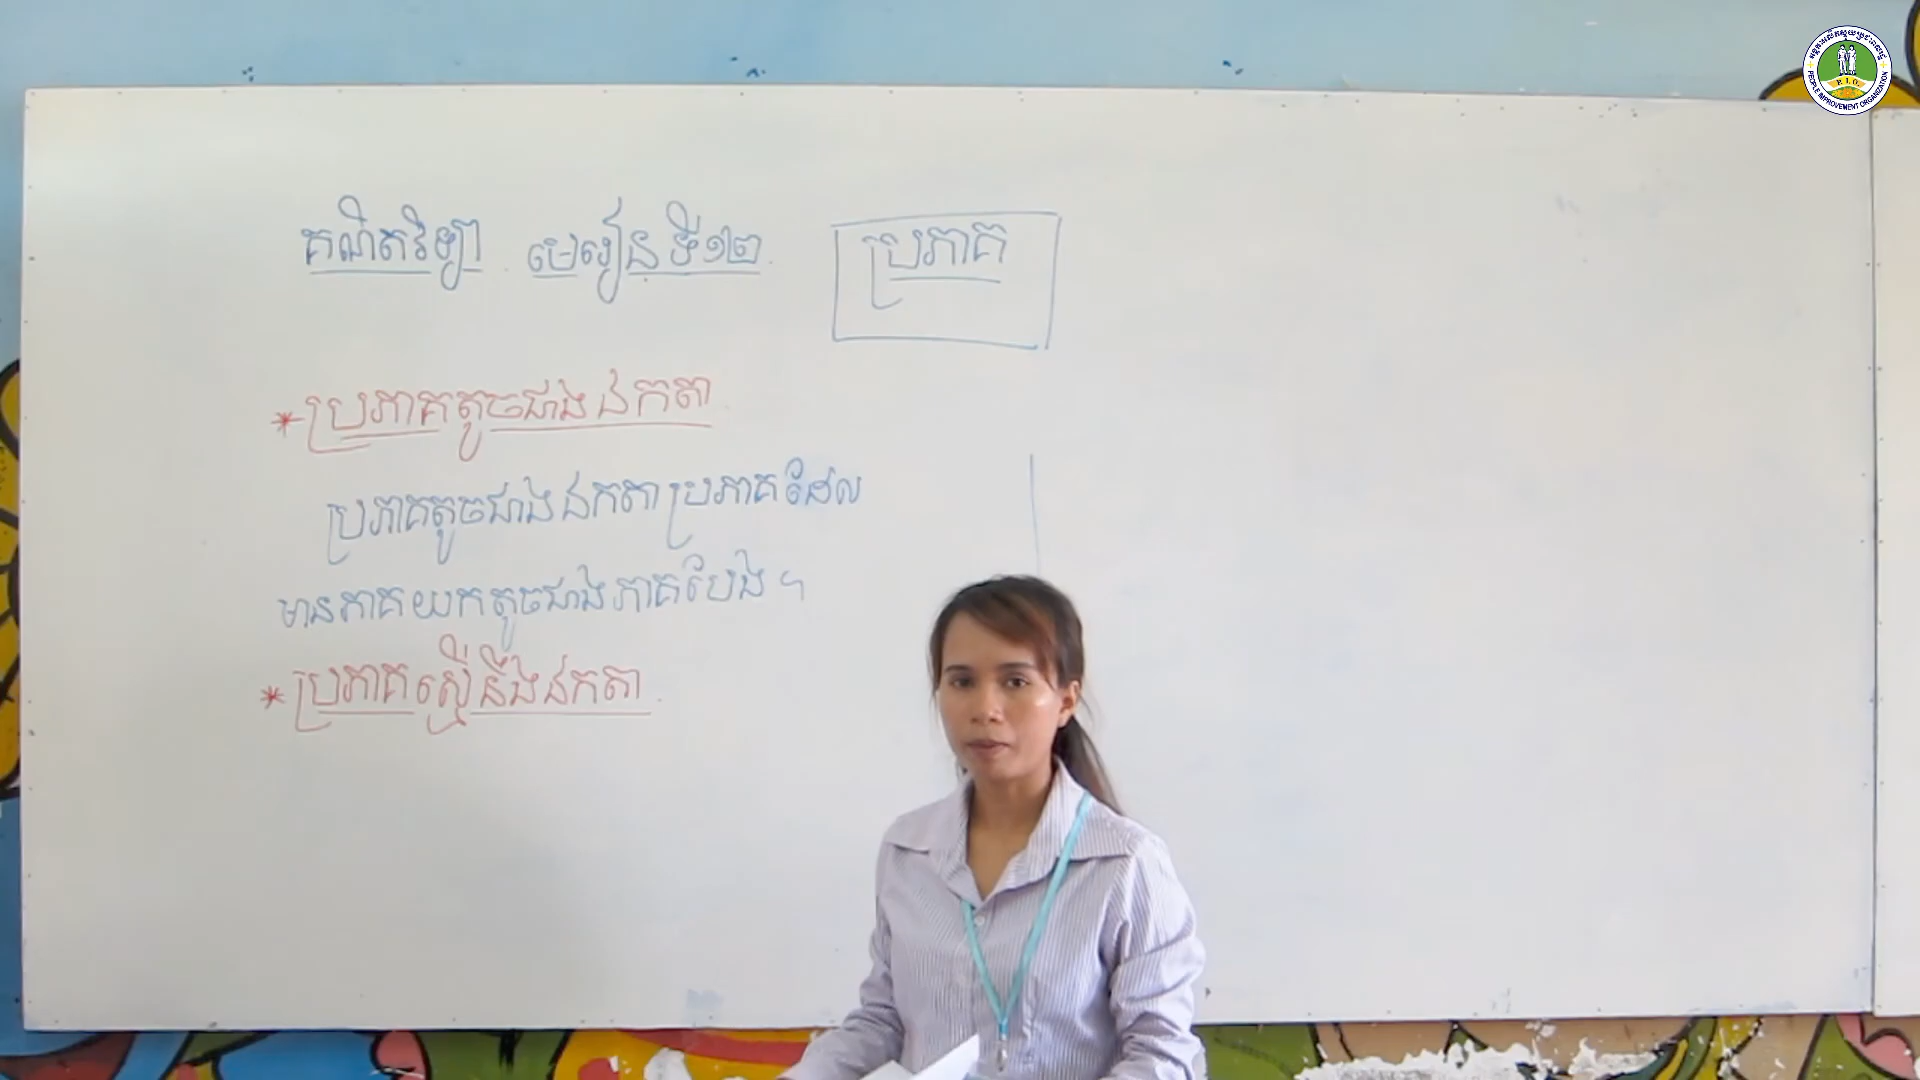 គណិតវិទ្យា មេរៀនទី១២ ប្រភាគ
* ប្រភាគតូចជាងឯកតា
ប្រភាគតូចជាងឯកតា ប្រភាគដែល
មានភាគយកតូចជាងភាគបែង ។
* ប្រភាគស្មើនឹងឯកតា
PEOPLE IMPROVEMENT ORGANIZATION
P. I. O.